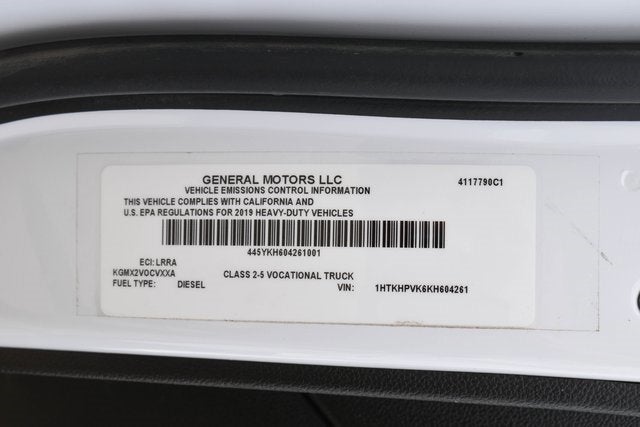 GENERAL MOTORS LLC
4117790C1
VEHICLE EMISSIONS CONTROL INFORMATION
THIS VEHICLE COMPLIES WITH CALIFORNIA AND
U.S. EPA REGULATIONS FOR 2019 HEAVY-DUTY VEHICLES
445YKH604261001
ECI: LRRA
KGMX2VOCVXXA
CLASS 2-5 VOCATIONAL TRUCK
FUEL TYPE: DIESEL
VIN: 1HTKHPVK6KH604261